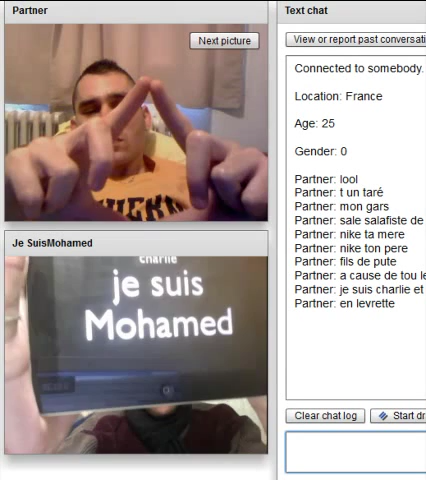 Partner
Next picture
Je SuisMohamed
charlie
je suis
Mohamed
Text chat
View or report past conversati
Connected to somebody.
Location: France
Age: 25
Gender: 0
Partner: lool
Partner: t un taré
Partner: mon gars
Partner: sale salafiste de
Partner: nike ta mere
Partner: nike ton pere
Partner: fils de pute
Partner: a cause de tou le
Partner: je suis charlie et
Partner: en levrette
Clear chat log
Start dr